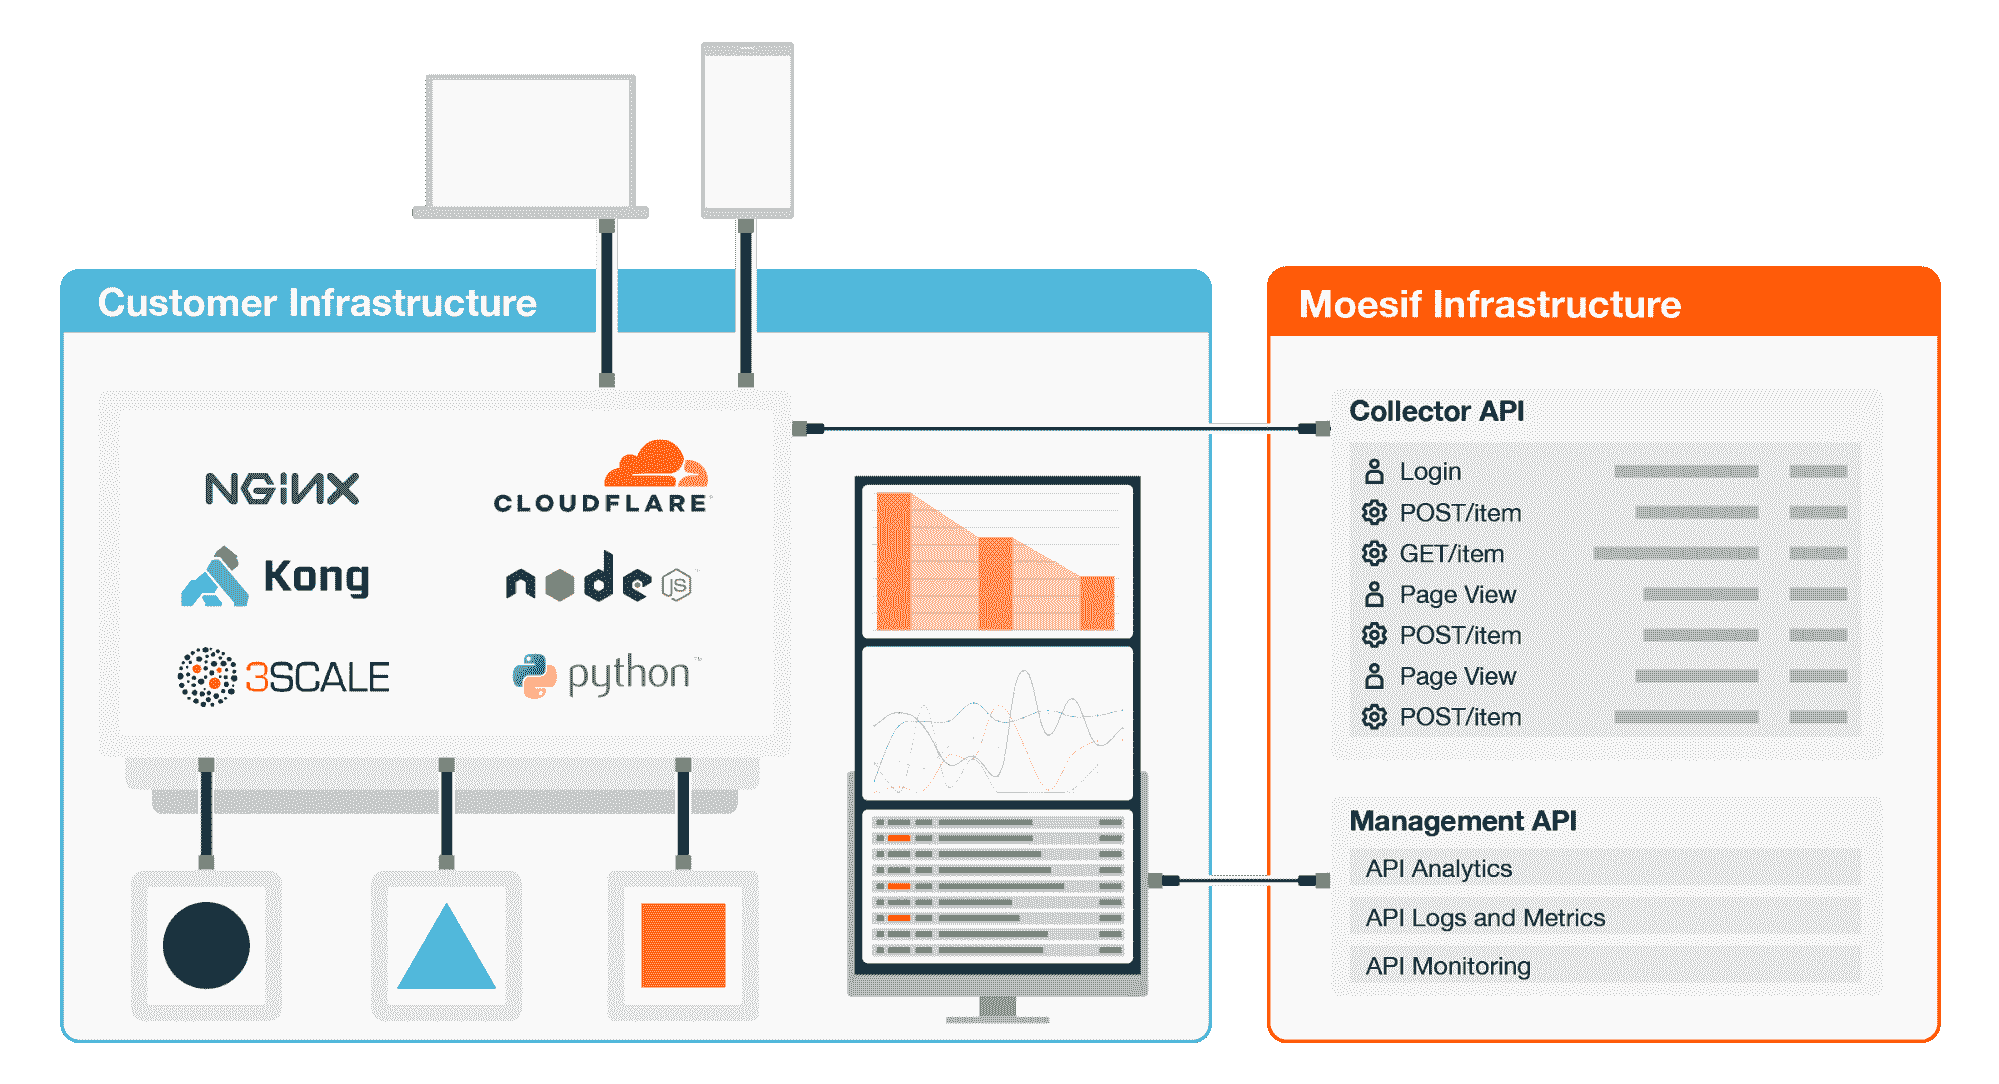 Customer Infrastructure
NGINX
CLOUDFLARE
Kong
node JS
3SCALE
python™
Moesif Infrastructure
Collector API
Login
POST/item
GET/item
Page View
POST/item
Page View
POST/item
Management API
API Analytics
API Logs and Metrics
API Monitoring